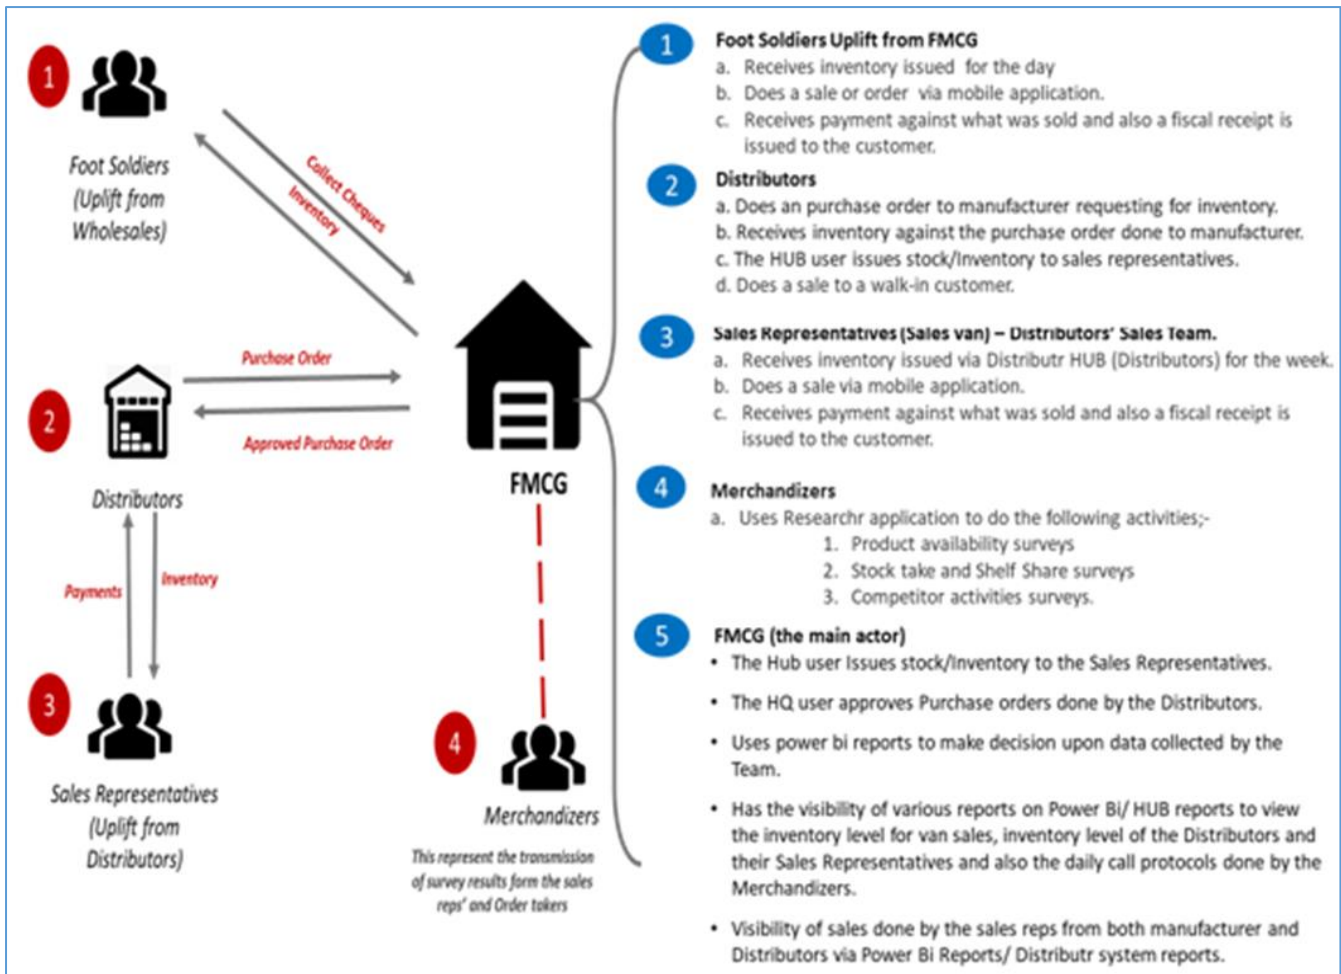 1
Foot Soldiers
(Uplift from
Wholesales)
Collect Cheques
Inventory
2
Distributors
Purchase Order
Approved Purchase Order
FMCG
Payments
Inventory
3
Sales Representatives
(Uplift from
Distributors)
4
Merchandizers
This represent the transmission
of survey results form the sales
reps' and Order takers
1
Foot Soldiers Uplift from FMCG
a. Receives inventory issued for the day
b. Does a sale or order via mobile application.
c. Receives payment against what was sold and also a fiscal receipt is
issued to the customer.
2
Distributors
a. Does an purchase order to manufacturer requesting for inventory.
b. Receives inventory against the purchase order done to manufacturer.
c. The HUB user issues stock/Inventory to sales representatives.
d. Does a sale to a walk-in customer.
3
Sales Representatives (Sales van) – Distributors' Sales Team.
a. Receives inventory issued via Distributr HUB (Distributors) for the week.
b. Does a sale via mobile application.
c. Receives payment against what was sold and also a fiscal receipt is
issued to the customer.
4
Merchandizers
a. Uses Researchr application to do the following activities;-
1. Product availability surveys
2. Stock take and Shelf Share surveys
3. Competitor activities surveys.
5
FMCG (the main actor)
• The Hub user Issues stock/Inventory to the Sales Representatives.
• The HQ user approves Purchase orders done by the Distributors.
• Uses power bi reports to make decision upon data collected by the
Team.
• Has the visibility of various reports on Power Bi/ HUB reports to view
the inventory level for van sales, inventory level of the Distributors and
their Sales Representatives and also the daily call protocols done by the
Merchandizers.
• Visibility of sales done by the sales reps from both manufacturer and
Distributors via Power Bi Reports/ Distributr system reports.